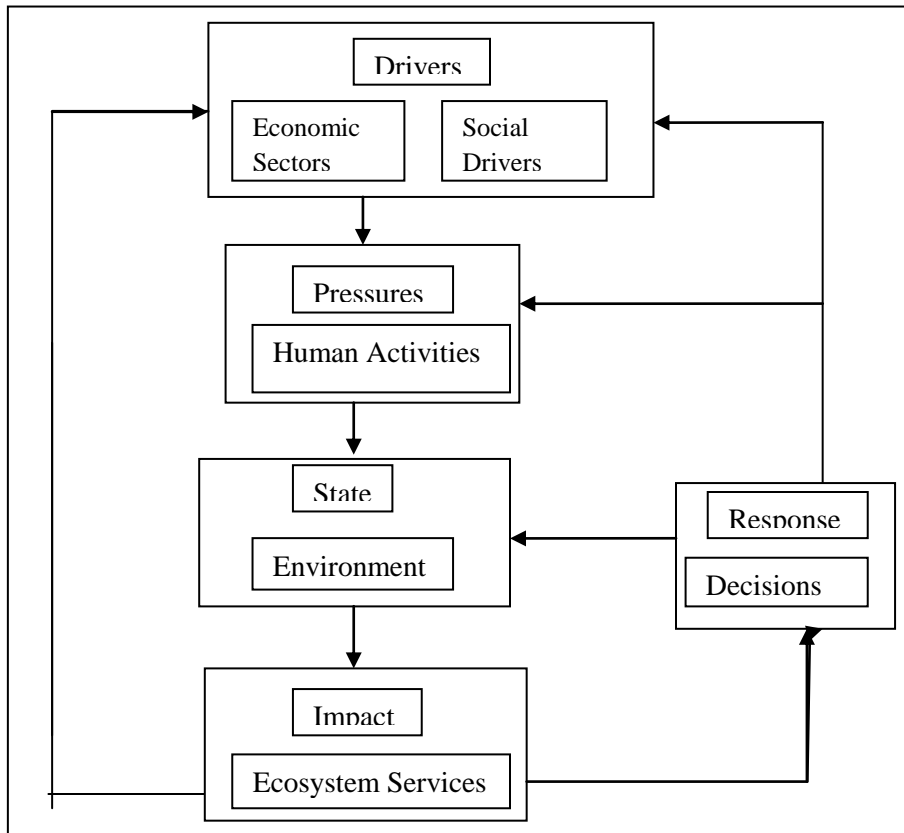 Drivers
Economic
Sectors
Social
Drivers
Pressures
Human Activities
State
Environment
Response
Decisions
Impact
Ecosystem Services